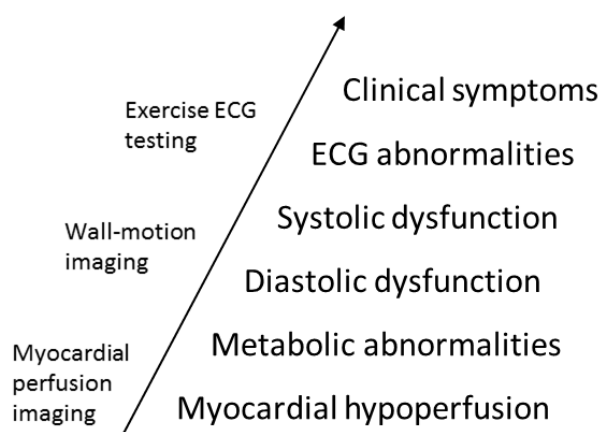 Clinical symptoms
Exercise ECG
testing
ECG abnormalities
Systolic dysfunction
Wall-motion
imaging
Diastolic dysfunction
Metabolic abnormalities
Myocardial
perfusion
imaging
Myocardial hypoperfusion